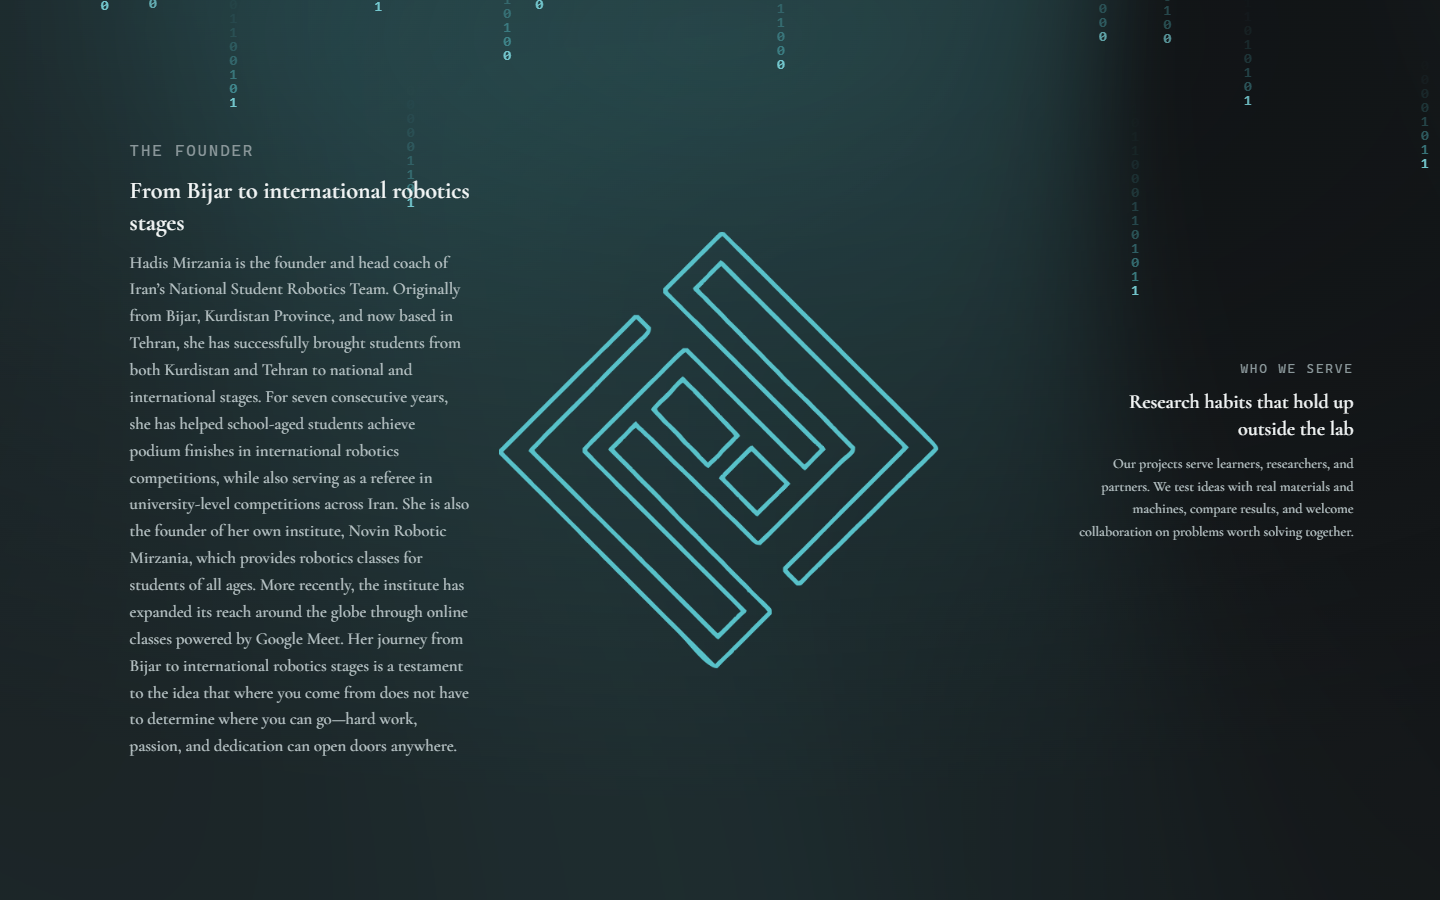 THE FOUNDER
From Bijar to international robotics
stages
Hadis Mirzania is the founder and head coach of
Iran’s National Student Robotics Team. Originally
from Bijar, Kurdistan Province, and now based in
Tehran, she has successfully brought students from
both Kurdistan and Tehran to national and
international stages. For seven consecutive years,
she has helped school-aged students achieve
podium finishes in international robotics
competitions, while also serving as a referee in
university-level competitions across Iran. She is also
the founder of her own institute, Novin Robotic
Mirzania, which provides robotics classes for
students of all ages. More recently, the institute has
expanded its reach around the globe through online
classes powered by Google Meet. Her journey from
Bijar to international robotics stages is a testament
to the idea that where you come from does not have
to determine where you can go—hard work,
passion, and dedication can open doors anywhere.
WHO WE SERVE
Research habits that hold up
outside the lab
Our projects serve learners, researchers, and
partners. We test ideas with real materials and
machines, compare results, and welcome
collaboration on problems worth solving together.